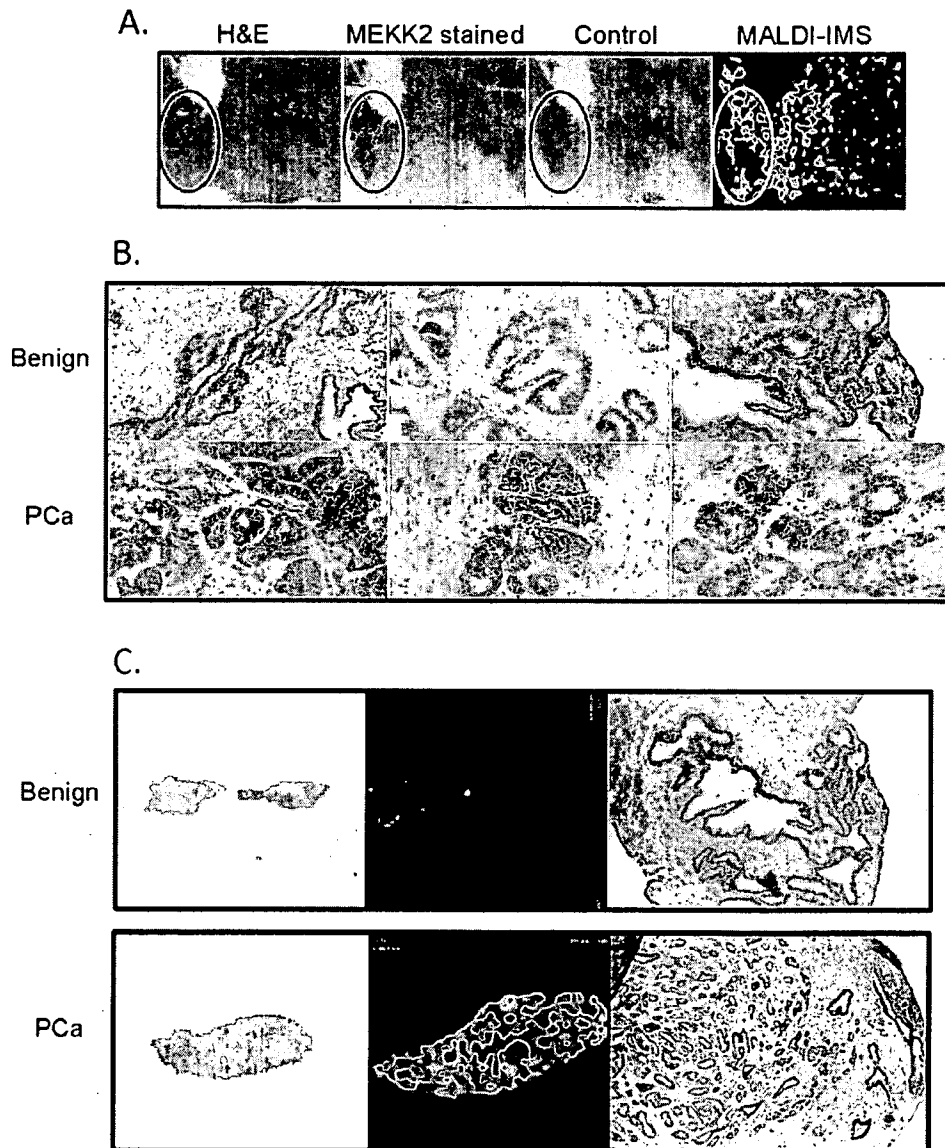 A.
H&E MEKK2 stained Control MALDI-IMS
B.
Benign
PCa
C.
Benign
PCa